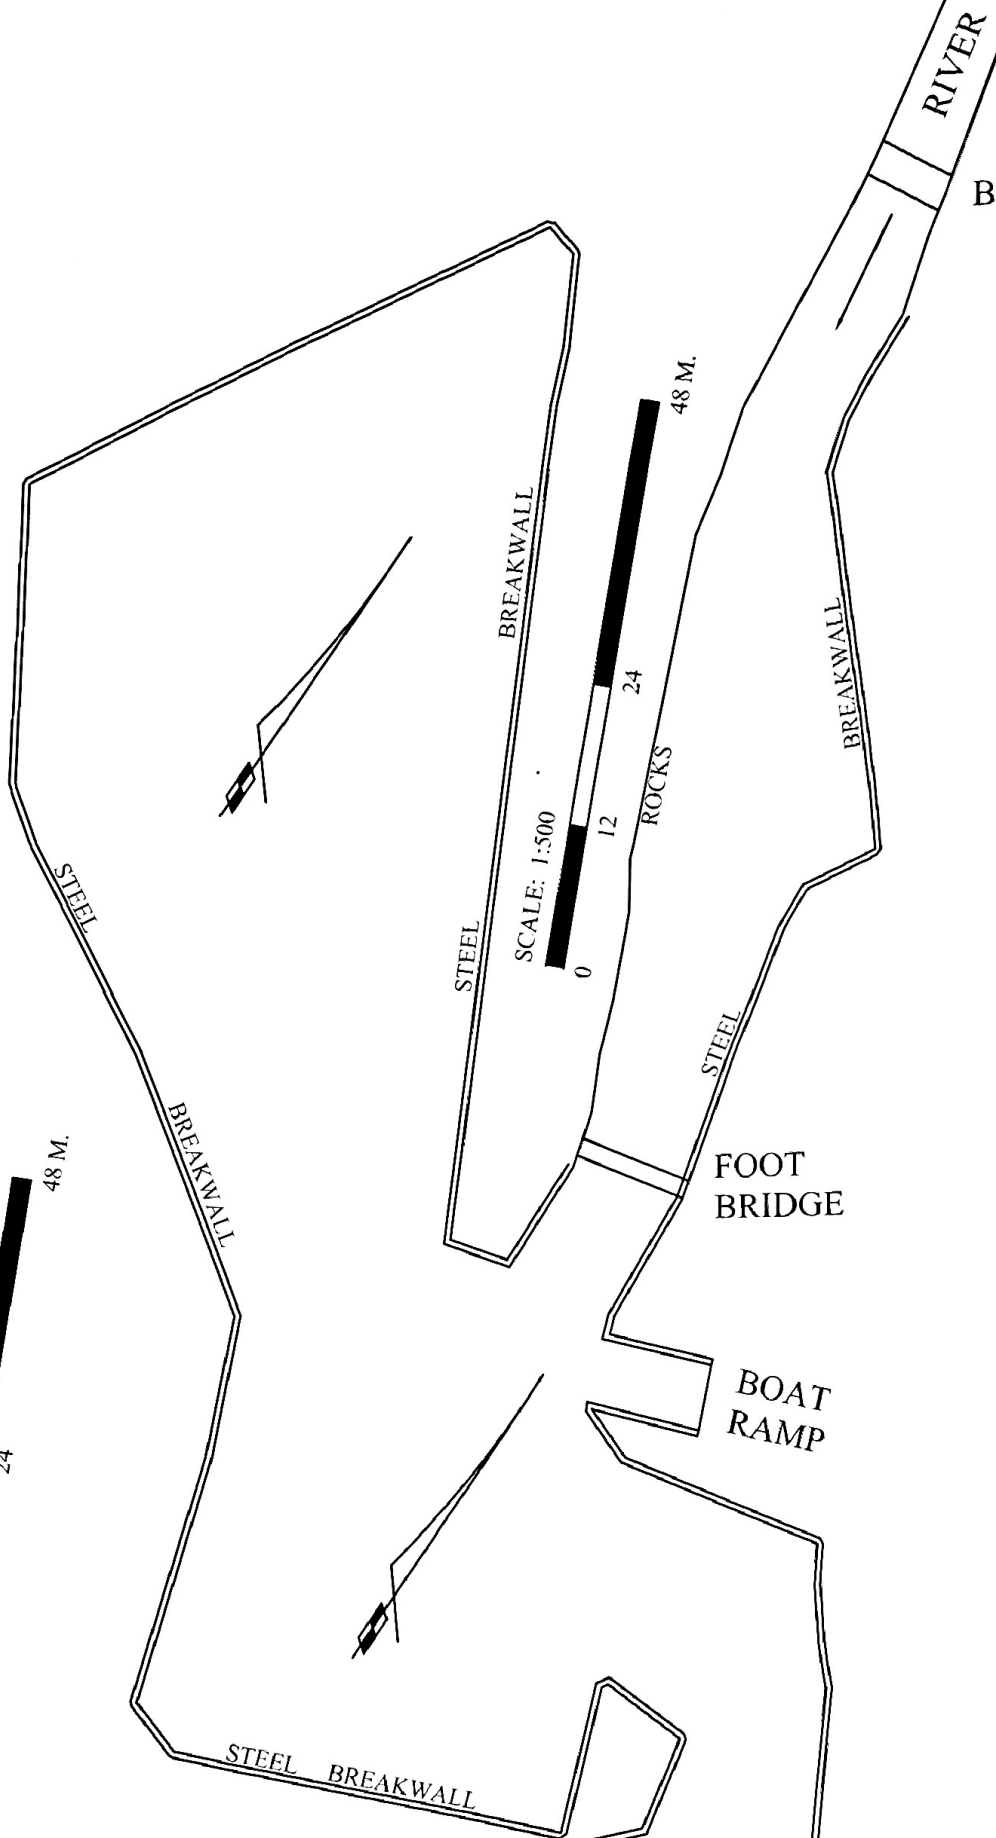 RIVER
B
48 M.
BREAKWALL
BREAKWALL
24
ROCKS
12
SCALE: 1:500
0
STEEL
STEEL
STEEL
BREAKWALL
48 M.
FOOT
BRIDGE
BOAT
RAMP
24
STEEL BREAKWALL